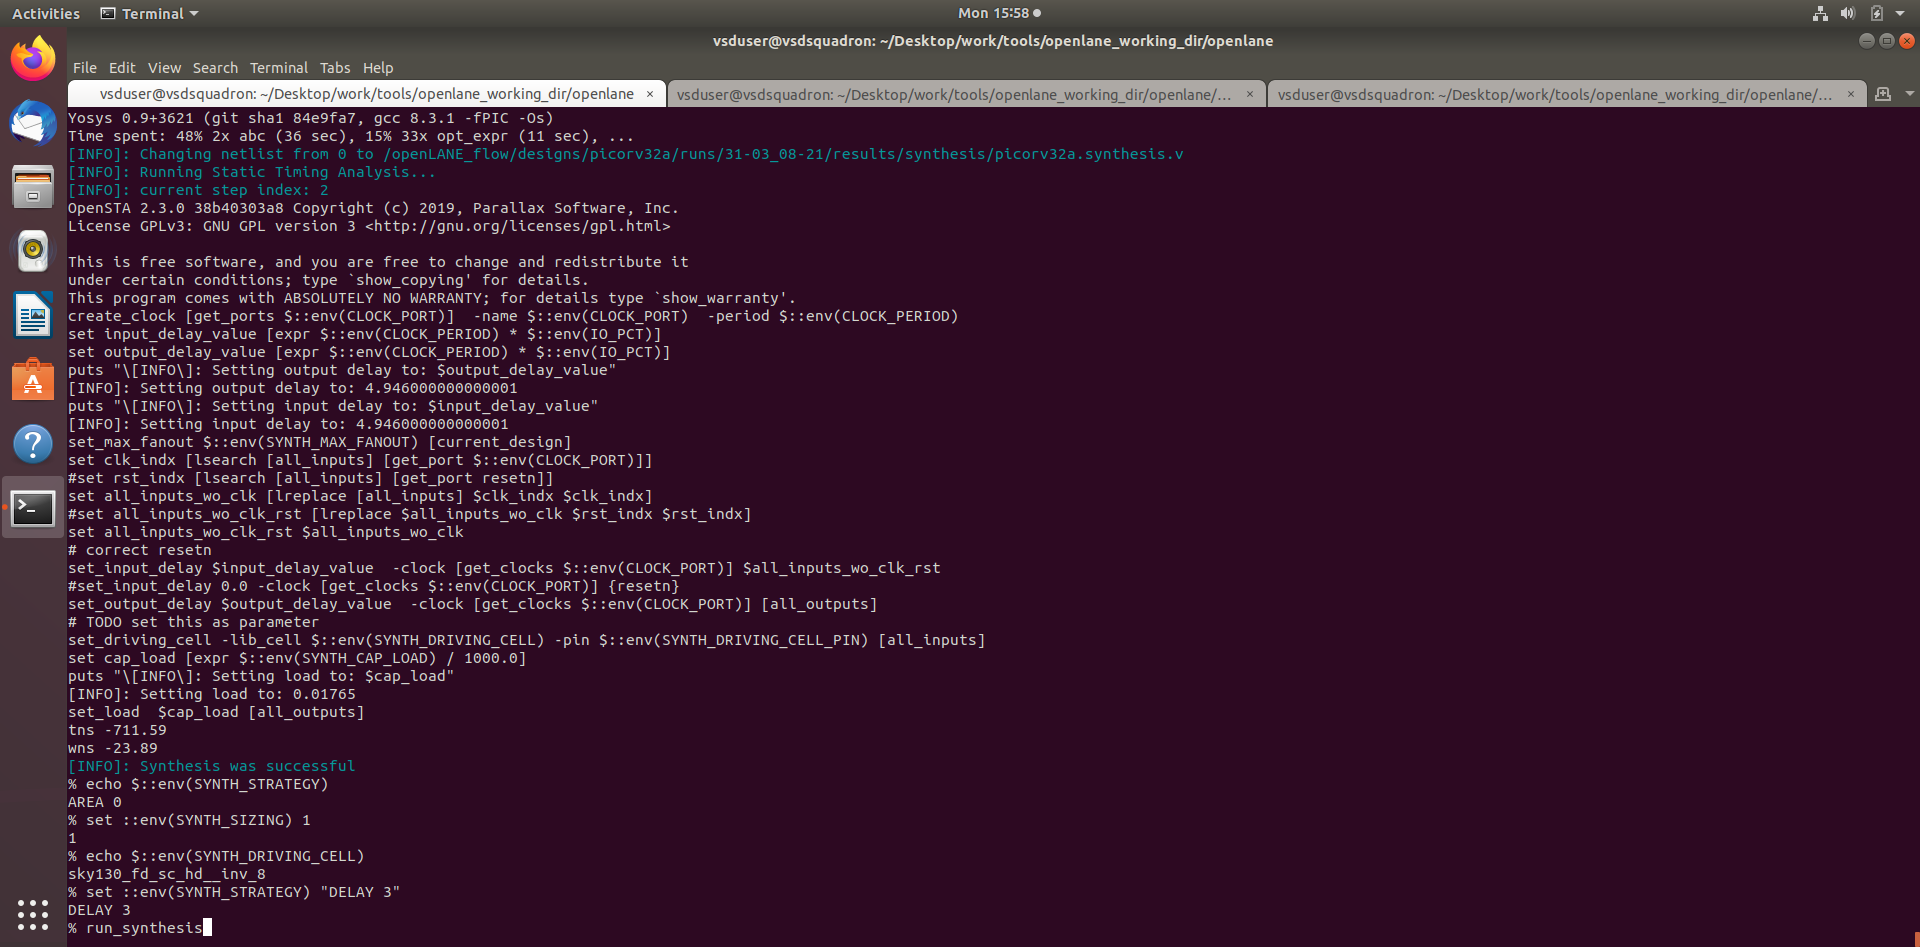 Activities
Terminal
Mon 15:58
vsduser@vsdsquadron: ~/Desktop/work/tools/openlane_working_dir/openlane
File Edit View Search Terminal Tabs Help
vsduser@vsdsquadron: ~/Desktop/work/tools/openlane_working_dir/openlane ×
vsduser@vsdsquadron: ~/Desktop/work/tools/openlane_working_dir/openlane/... ×
vsduser@vsdsquadron: ~/Desktop/work/tools/openlane_working_dir/openlane/... ×
Yosys 0.9+3621 (git sha1 84e9fa7, gcc 8.3.1 -fPIC -Os)
Time spent: 48% 2x abc (36 sec), 15% 33x opt_expr (11 sec), ...
[INFO]: Changing netlist from 0 to /openLANE_flow/designs/picorv32a/runs/31-03_08-21/results/synthesis/picorv32a.synthesis.v
[INFO]: Running Static Timing Analysis...
[INFO]: current step index: 2
OpenSTA 2.3.0 38b40303a8 Copyright (c) 2019, Parallax Software, Inc.
License GPLv3: GNU GPL version 3 <http://gnu.org/licenses/gpl.html>
This is free software, and you are free to change and redistribute it
under certain conditions; type `show_copying' for details.
This program comes with ABSOLUTELY NO WARRANTY; for details type `show_warranty'.
create_clock [get_ports $::env(CLOCK_PORT)]  -name $::env(CLOCK_PORT)  -period $::env(CLOCK_PERIOD)
set input_delay_value [expr $::env(CLOCK_PERIOD) * $::env(IO_PCT)]
set output_delay_value [expr $::env(CLOCK_PERIOD) * $::env(IO_PCT)]
puts "\[INFO\]: Setting output delay to: $output_delay_value"
[INFO]: Setting output delay to: 4.946000000000001
puts "\[INFO\]: Setting input delay to: $input_delay_value"
[INFO]: Setting input delay to: 4.946000000000001
set_max_fanout $::env(SYNTH_MAX_FANOUT) [current_design]
set clk_indx [lsearch [all_inputs] [get_port $::env(CLOCK_PORT)]]
#set rst_indx [lsearch [all_inputs] [get_port resetn]]
set all_inputs_wo_clk [lreplace [all_inputs] $clk_indx $clk_indx]
#set all_inputs_wo_clk_rst [lreplace $all_inputs_wo_clk $rst_indx $rst_indx]
set all_inputs_wo_clk_rst $all_inputs_wo_clk
# correct resetn
set_input_delay $input_delay_value  -clock [get_clocks $::env(CLOCK_PORT)] $all_inputs_wo_clk_rst
#set_input_delay 0.0 -clock [get_clocks $::env(CLOCK_PORT)] {resetn}
set_output_delay $output_delay_value  -clock [get_clocks $::env(CLOCK_PORT)] [all_outputs]
# TODO set this as parameter
set_driving_cell -lib_cell $::env(SYNTH_DRIVING_CELL) -pin $::env(SYNTH_DRIVING_CELL_PIN) [all_inputs]
set cap_load [expr $::env(SYNTH_CAP_LOAD) / 1000.0]
puts "\[INFO\]: Setting load to: $cap_load"
[INFO]: Setting load to: 0.01765
set_load  $cap_load [all_outputs]
tns -711.59
wns -23.89
[INFO]: Synthesis was successful
% echo $::env(SYNTH_STRATEGY)
AREA 0
% set ::env(SYNTH_SIZING) 1
1
% echo $::env(SYNTH_DRIVING_CELL)
sky130_fd_sc_hd__inv_8
% set ::env(SYNTH_STRATEGY) "DELAY 3"
DELAY 3
% run_synthesis